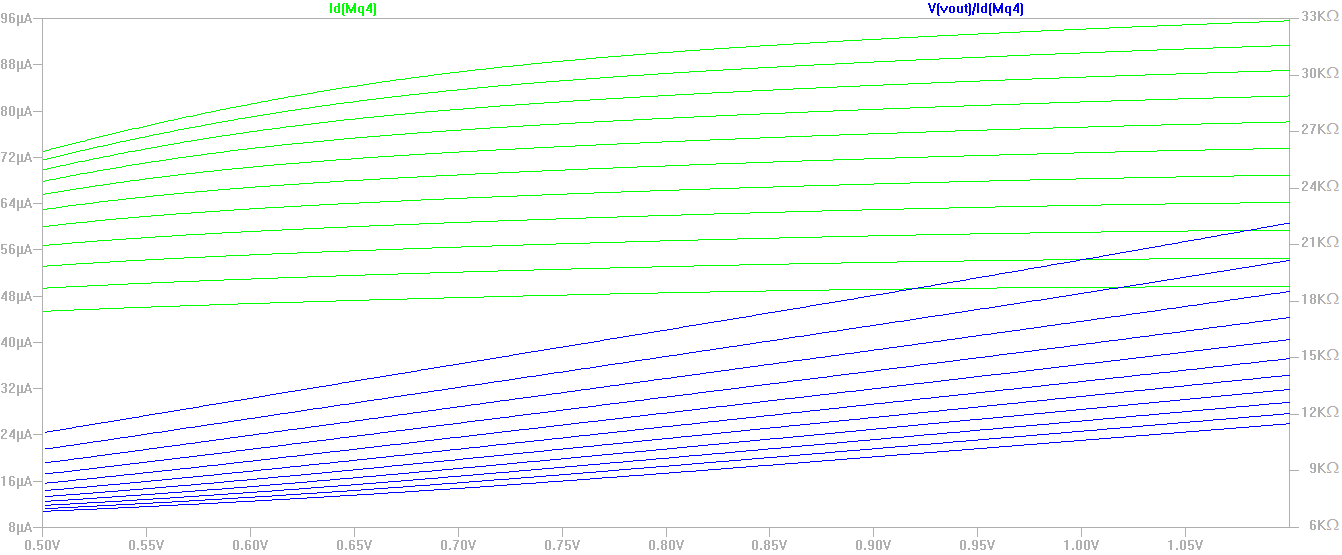 Id(Mq4) V(vout)/Id(Mq4)
96µA 33KΩ
88µA 30KΩ
80µA 27KΩ
72µA 24KΩ
64µA 21KΩ
56µA 18KΩ
48µA 15KΩ
40µA 12KΩ
32µA 9KΩ
24µA 6KΩ
16µA
8µA
0.50V 0.55V 0.60V 0.65V 0.70V 0.75V 0.80V 0.85V 0.90V 0.95V 1.00V 1.05V